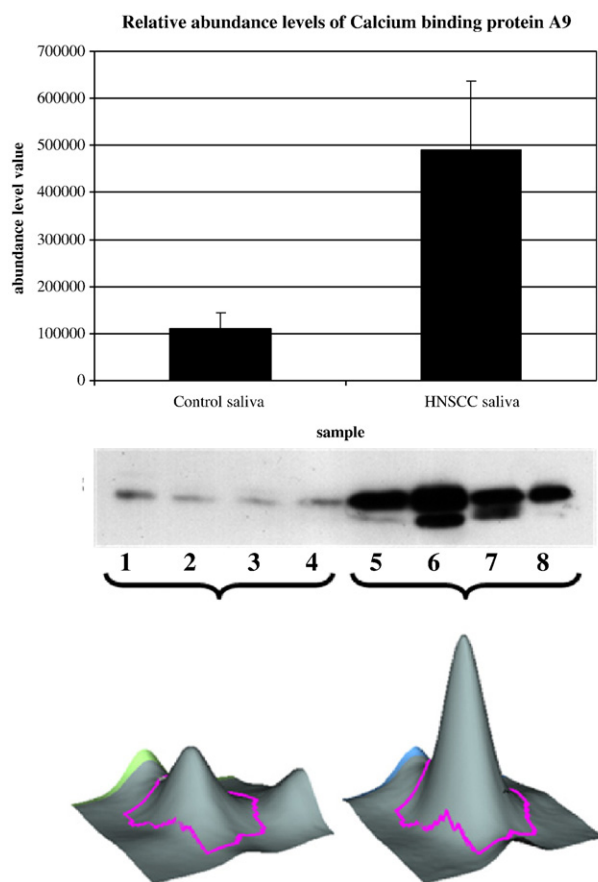 Relative abundance levels of Calcium binding protein A9
700000
600000
500000
400000
300000
200000
100000
0
abundance level value
Control saliva HNSCC saliva
sample
1 2 3 4 5 6 7 8